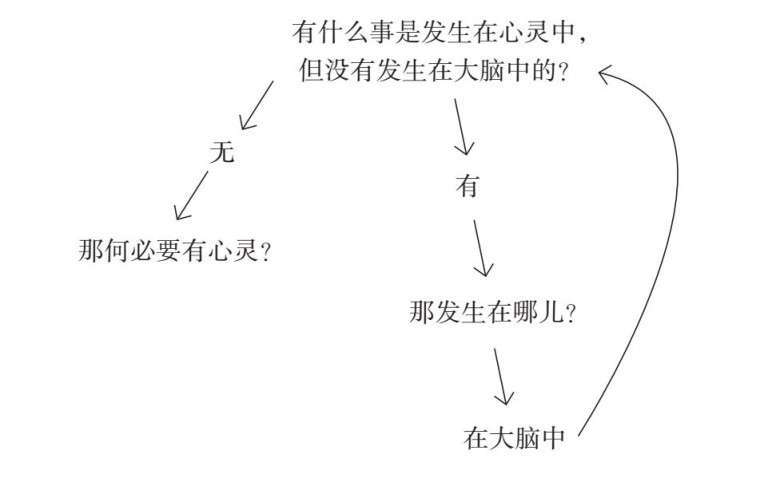 有什么事是发生在心灵中，
但没有发生在大脑中的？
无
有
那何必要有心灵？
那发生在哪儿？
在大脑中